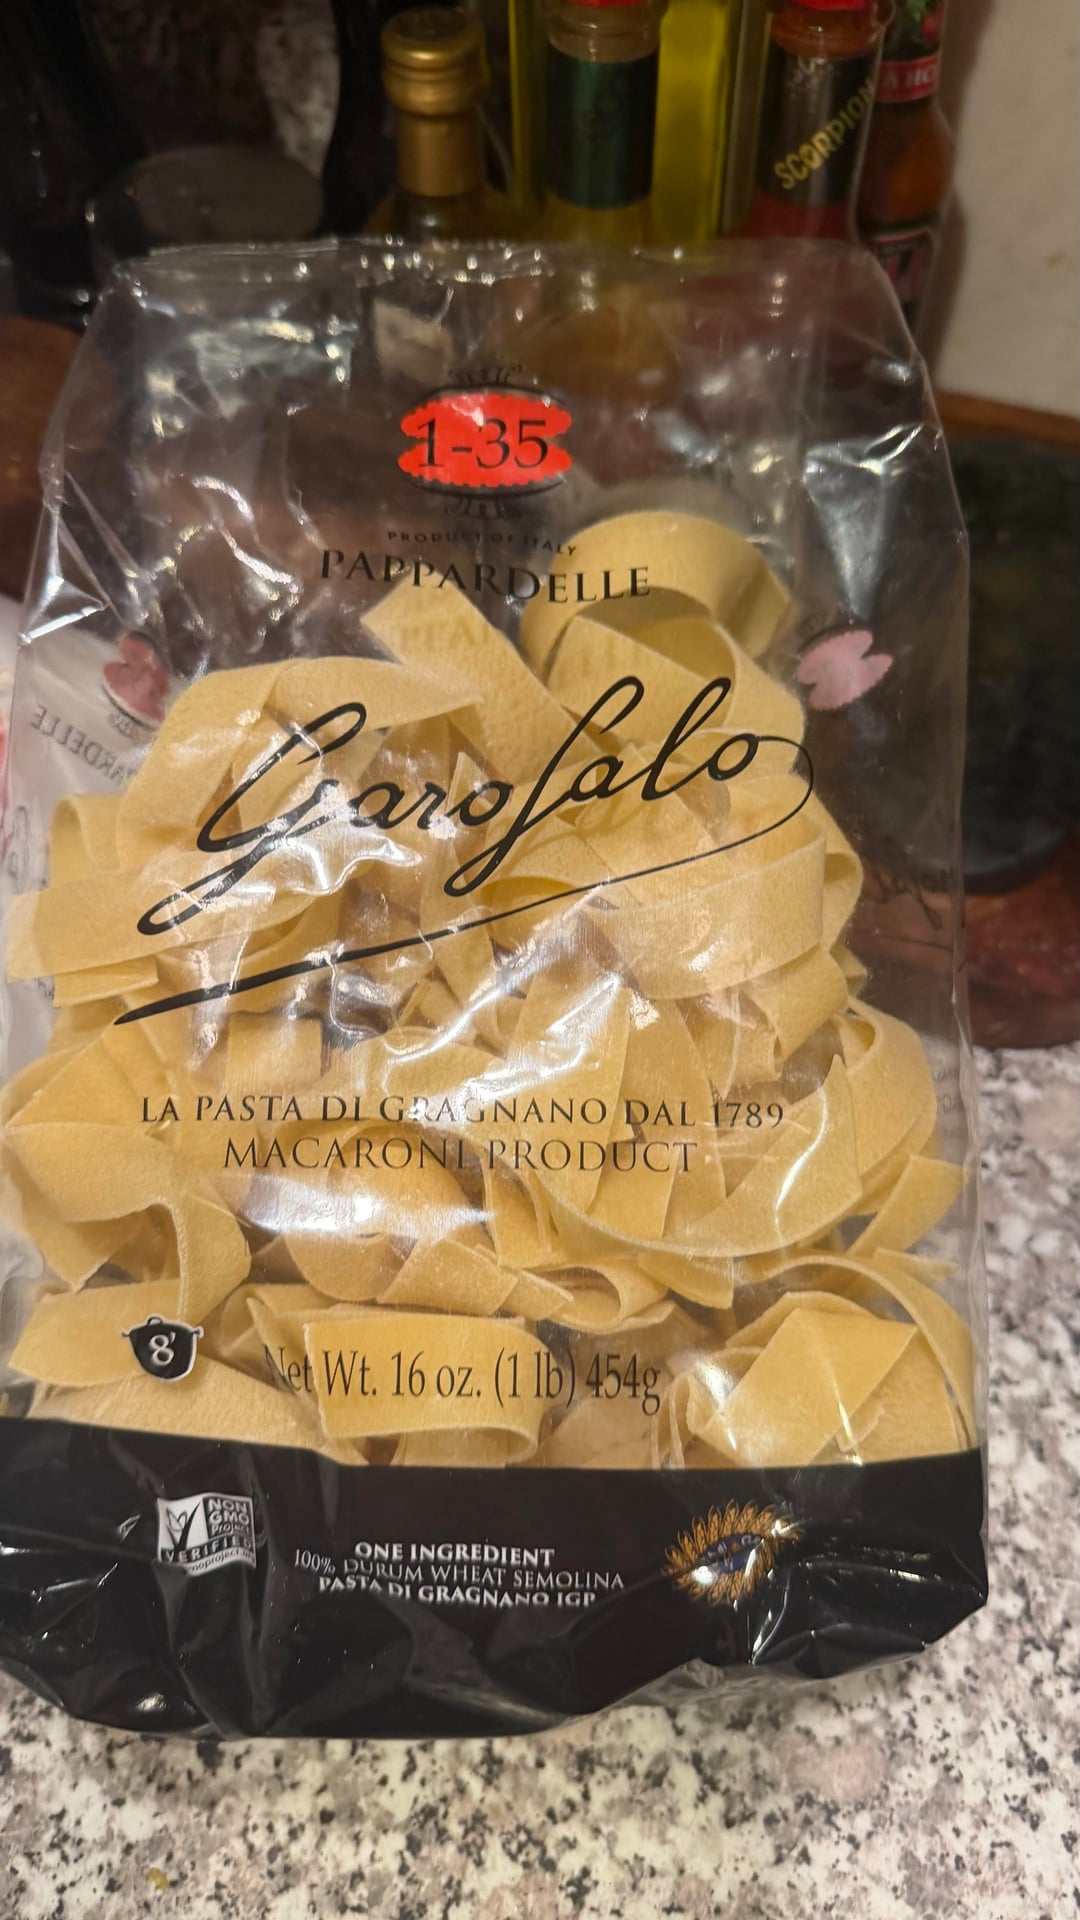 SCORPION
1-35
PRODUCT OF ITALY
PAPPARDELLE
Garofalo
LA PASTA DI GRAGNANO DAL 1789
MACARONI PRODUCT
8'
Net Wt. 16 oz. (1 lb) 454g
NON
GMO
Project
VERIFIED
ONE INGREDIENT
100% DURUM WHEAT SEMOLINA
PASTA DI GRAGNANO IGP